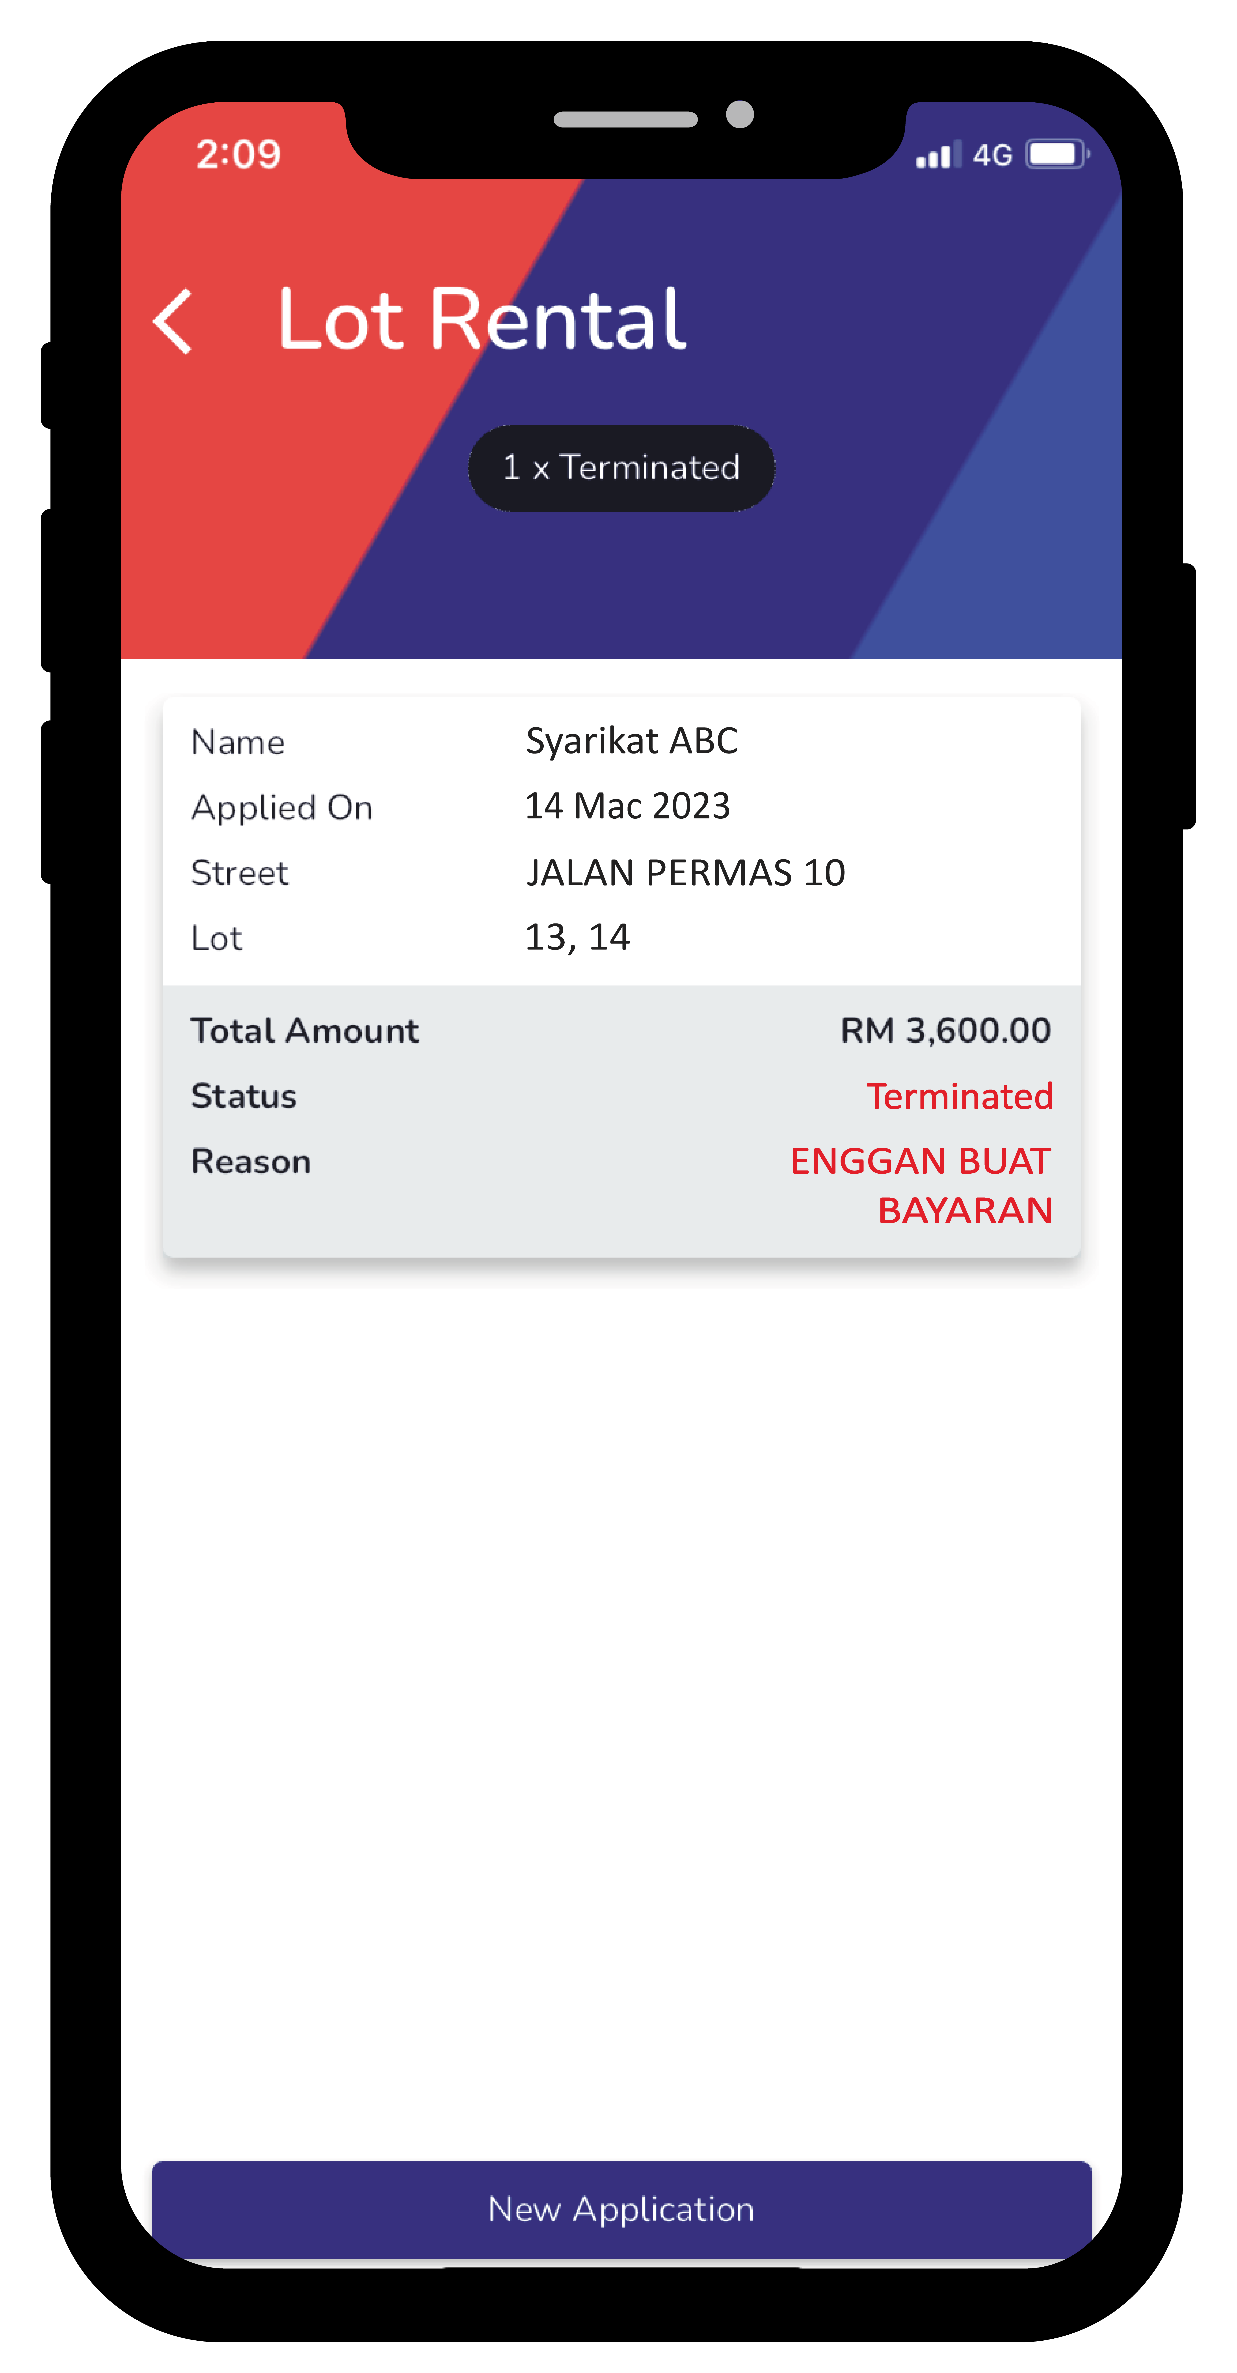 2:09
4G
Lot Rental
1 x Terminated
Name Syarikat ABC
Applied On 14 Mac 2023
Street JALAN PERMAS 10
Lot 13, 14
Total Amount RM 3,600.00
Status Terminated
Reason ENGGAN BUAT
BAYARAN
New Application